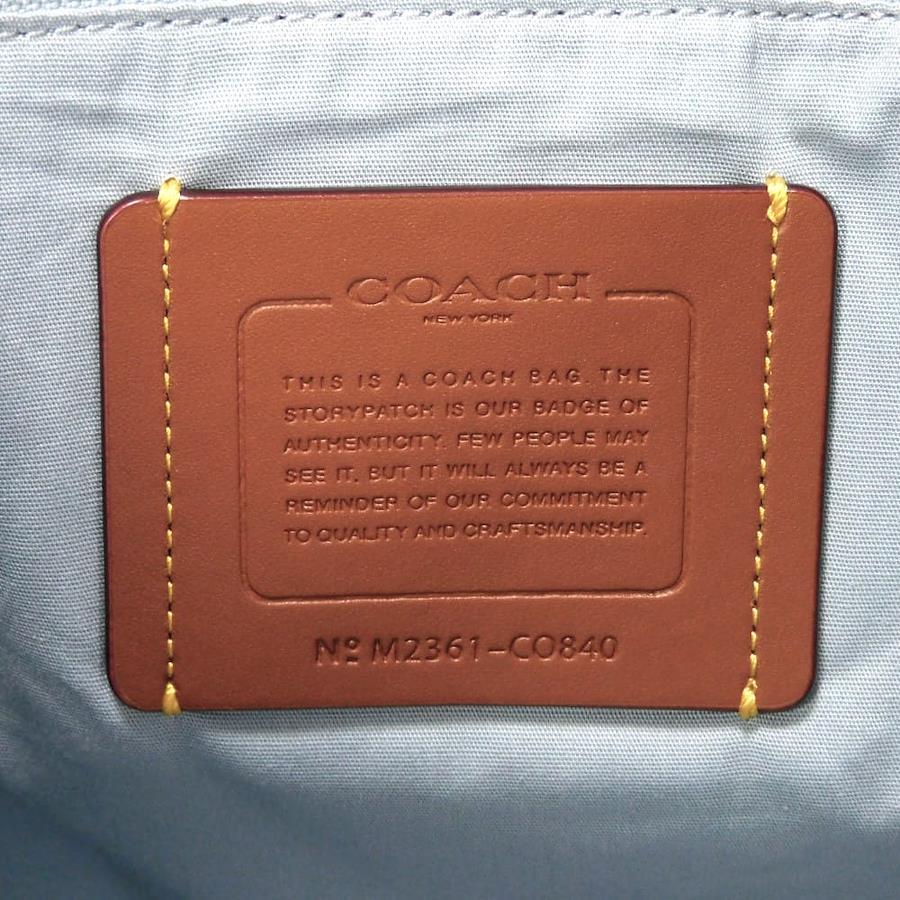 COACH
NEW YORK
THIS IS A COACH BAG. THE
STORYPATCH IS OUR BADGE OF
AUTHENTICITY. FEW PEOPLE MAY
SEE IT, BUT IT WILL ALWAYS BE A
REMINDER OF OUR COMMITMENT
TO QUALITY AND CRAFTSMANSHIP.
Nº M2361-CO840